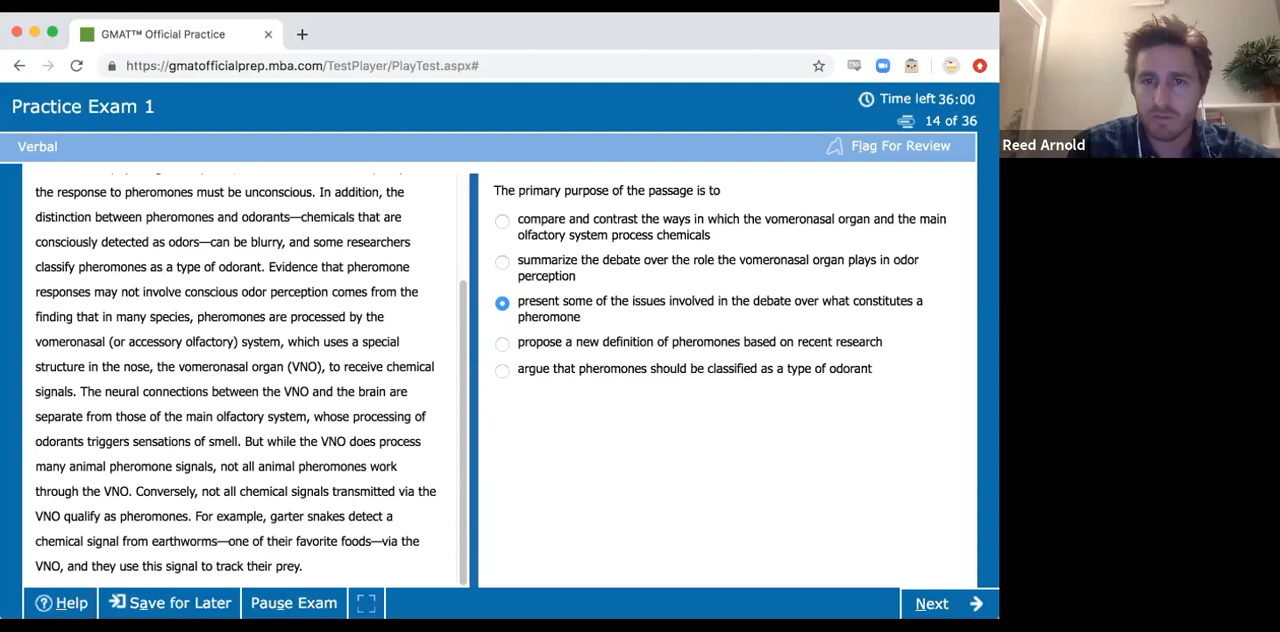 GMAT™ Official Practice
https://gmatofficialprep.mba.com/TestPlayer/PlayTest.aspx#
Practice Exam 1
Time left 36:00
14 of 36
Verbal
Flag For Review
the response to pheromones must be unconscious. In addition, the
distinction between pheromones and odorants—chemicals that are
consciously detected as odors—can be blurry, and some researchers
classify pheromones as a type of odorant. Evidence that pheromone
responses may not involve conscious odor perception comes from the
finding that in many species, pheromones are processed by the
vomeronasal (or accessory olfactory) system, which uses a special
structure in the nose, the vomeronasal organ (VNO), to receive chemical
signals. The neural connections between the VNO and the brain are
separate from those of the main olfactory system, whose processing of
odorants triggers sensations of smell. But while the VNO does process
many animal pheromone signals, not all animal pheromones work
through the VNO. Conversely, not all chemical signals transmitted via the
VNO qualify as pheromones. For example, garter snakes detect a
chemical signal from earthworms—one of their favorite foods—via the
VNO, and they use this signal to track their prey.
The primary purpose of the passage is to
compare and contrast the ways in which the vomeronasal organ and the main
olfactory system process chemicals
summarize the debate over the role the vomeronasal organ plays in odor
perception
present some of the issues involved in the debate over what constitutes a
pheromone
propose a new definition of pheromones based on recent research
argue that pheromones should be classified as a type of odorant
Help
Save for Later
Pause Exam
Next
Reed Arnold